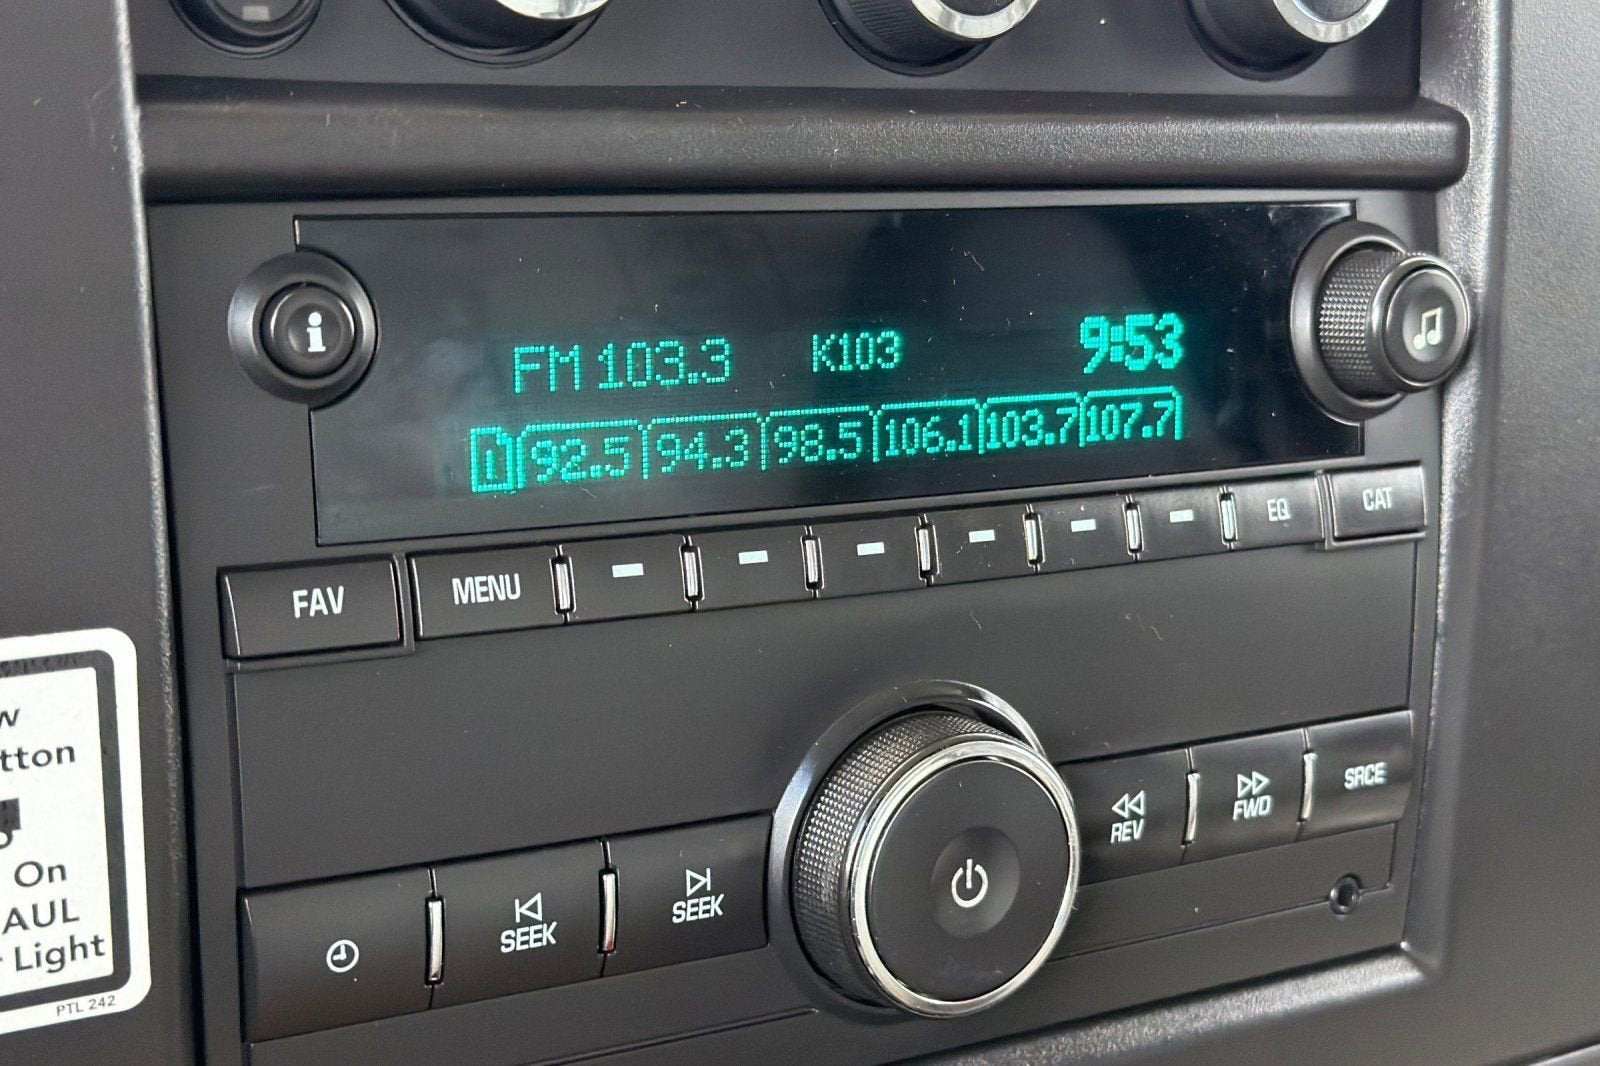 i
FM 103.3 K103 9:53
1 92.5 94.3 98.5 106.1 103.7 107.7
FAV MENU EQ CAT
REV FWD SRCE
SEEK SEEK
w
tton
On
AUL
r Light
PTL 242